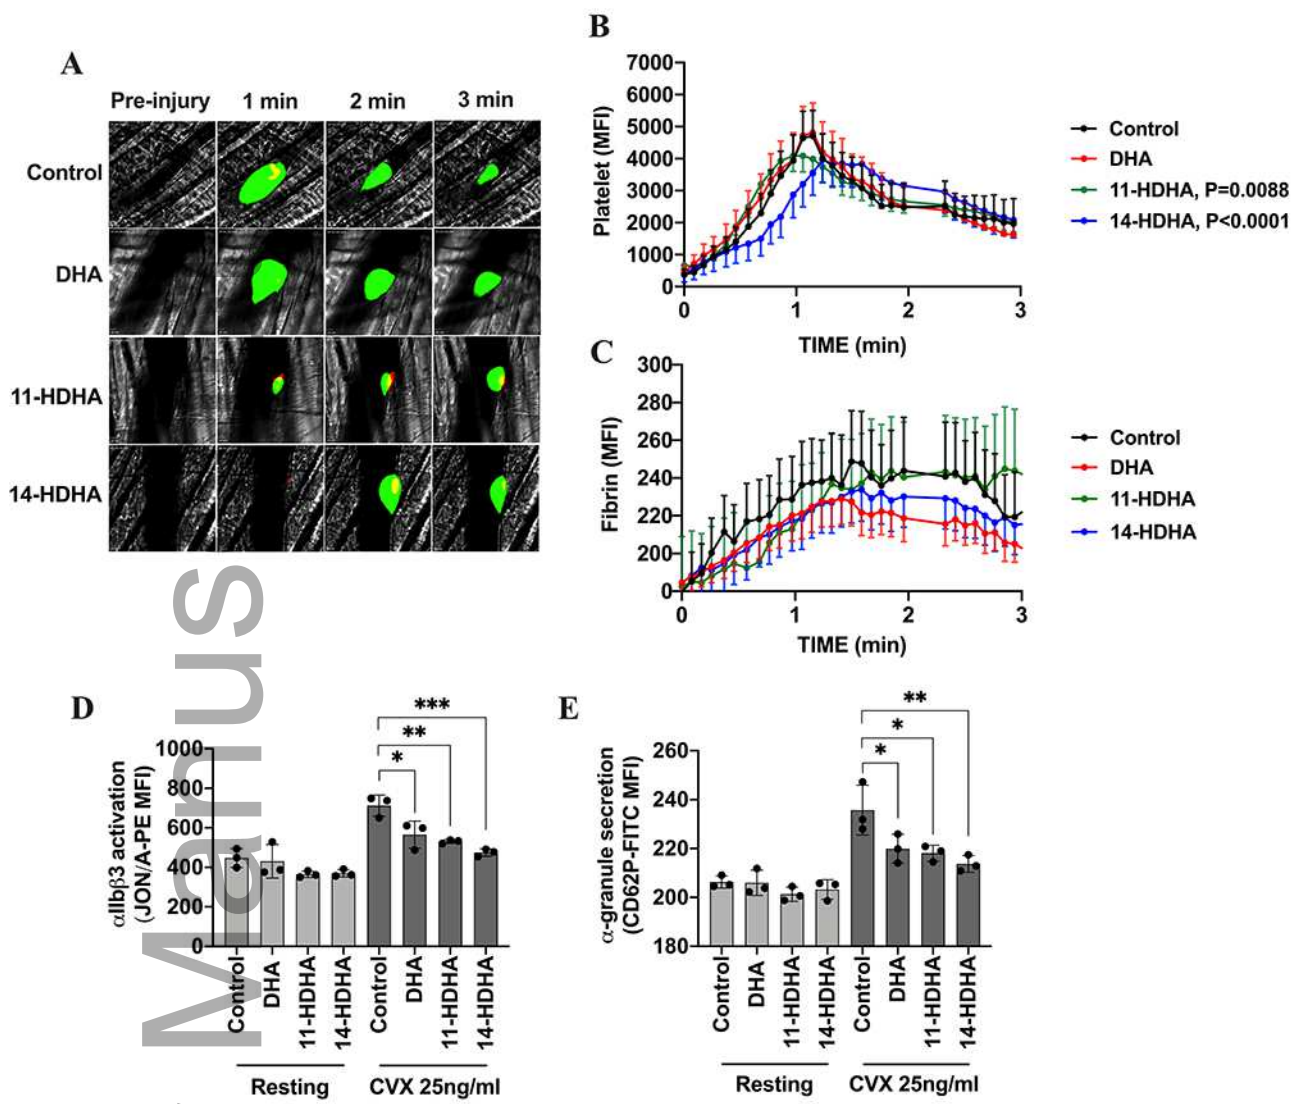 A
Pre-injury 1 min 2 min 3 min
Control
DHA
11-HDHA
14-HDHA
B
Platelet (MFI)
7000
6000
5000
4000
3000
2000
1000
0
0 1 2 3
TIME (min)
Control
DHA
11-HDHA, P=0.0088
14-HDHA, P<0.0001
C
Fibrin (MFI)
300
280
260
240
220
200
0
0 1 2 3
TIME (min)
Control
DHA
11-HDHA
14-HDHA
Manus
D
αIIbβ3 activation
(JON/A-PE MFI)
1000
800
600
400
200
0
*
**
***
Control DHA 11-HDHA 14-HDHA Control DHA 11-HDHA 14-HDHA
Resting CVX 25ng/ml
E
α-granule secretion
(CD62P-FITC MFI)
260
240
220
200
180
*
*
**
Control DHA 11-HDHA 14-HDHA Control DHA 11-HDHA 14-HDHA
Resting CVX 25ng/ml